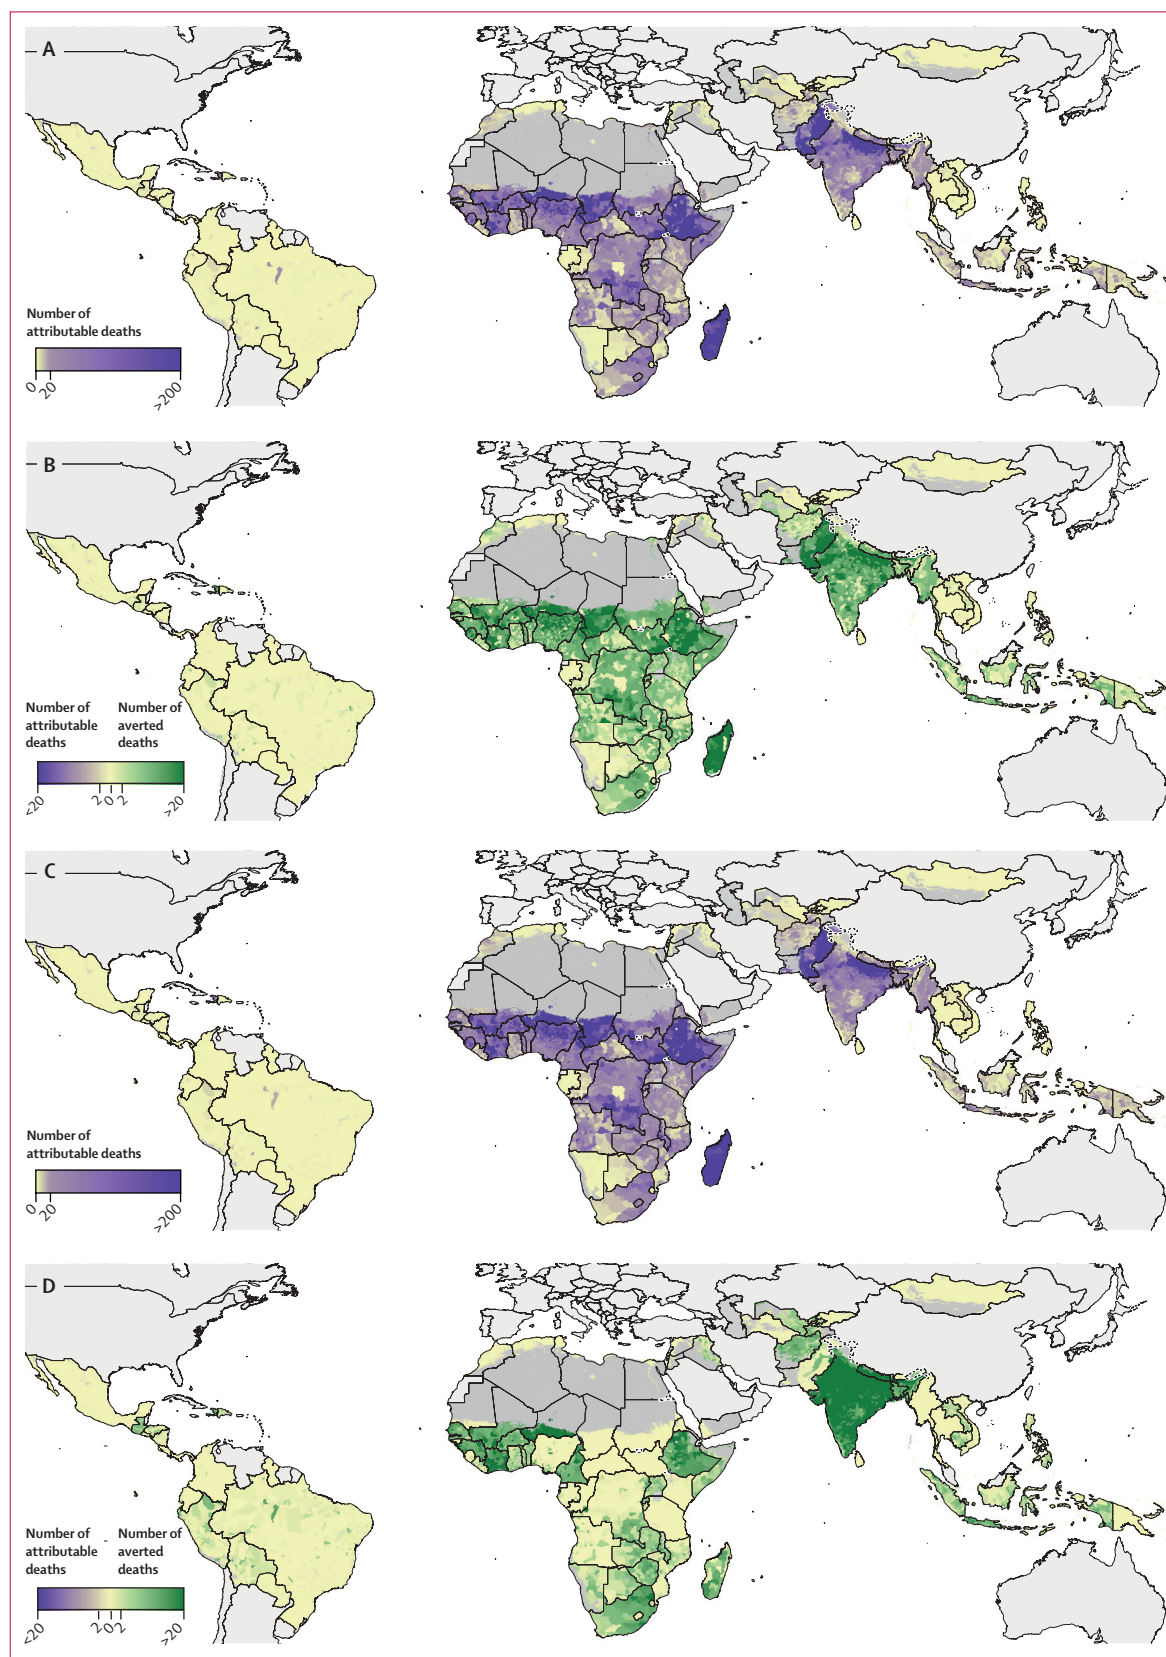 A
Number of
attributable deaths
0
20
>200
B
Number of
attributable
deaths
Number of
averted
deaths
<20
2
0
2
>20
C
Number of
attributable deaths
0
20
>200
D
Number of
attributable
deaths
Number of
averted
deaths
<20
2
0
2
>20